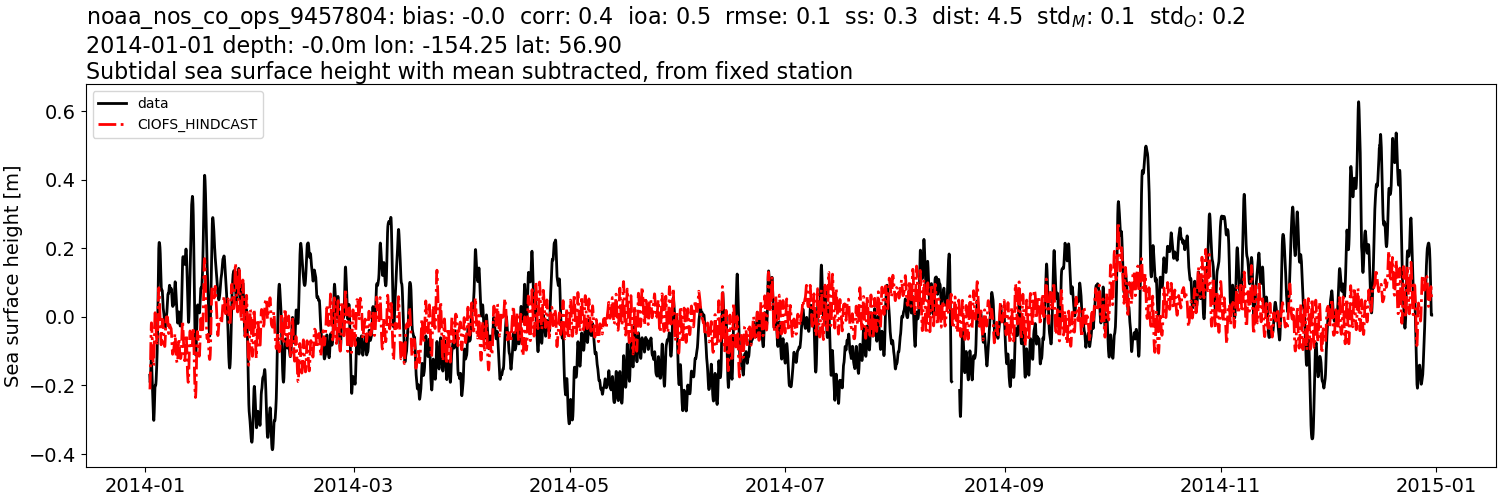 noaa_nos_co_ops_9457804: bias: -0.0  corr: 0.4  ioa: 0.5  rmse: 0.1  ss: 0.3  dist: 4.5  std_M: 0.1  std_O: 0.2
2014-01-01 depth: -0.0m lon: -154.25 lat: 56.90
Subtidal sea surface height with mean subtracted, from fixed station
data
CIOFS_HINDCAST
Sea surface height [m]
0.6
0.4
0.2
0.0
−0.2
−0.4
2014-01 2014-03 2014-05 2014-07 2014-09 2014-11 2015-01